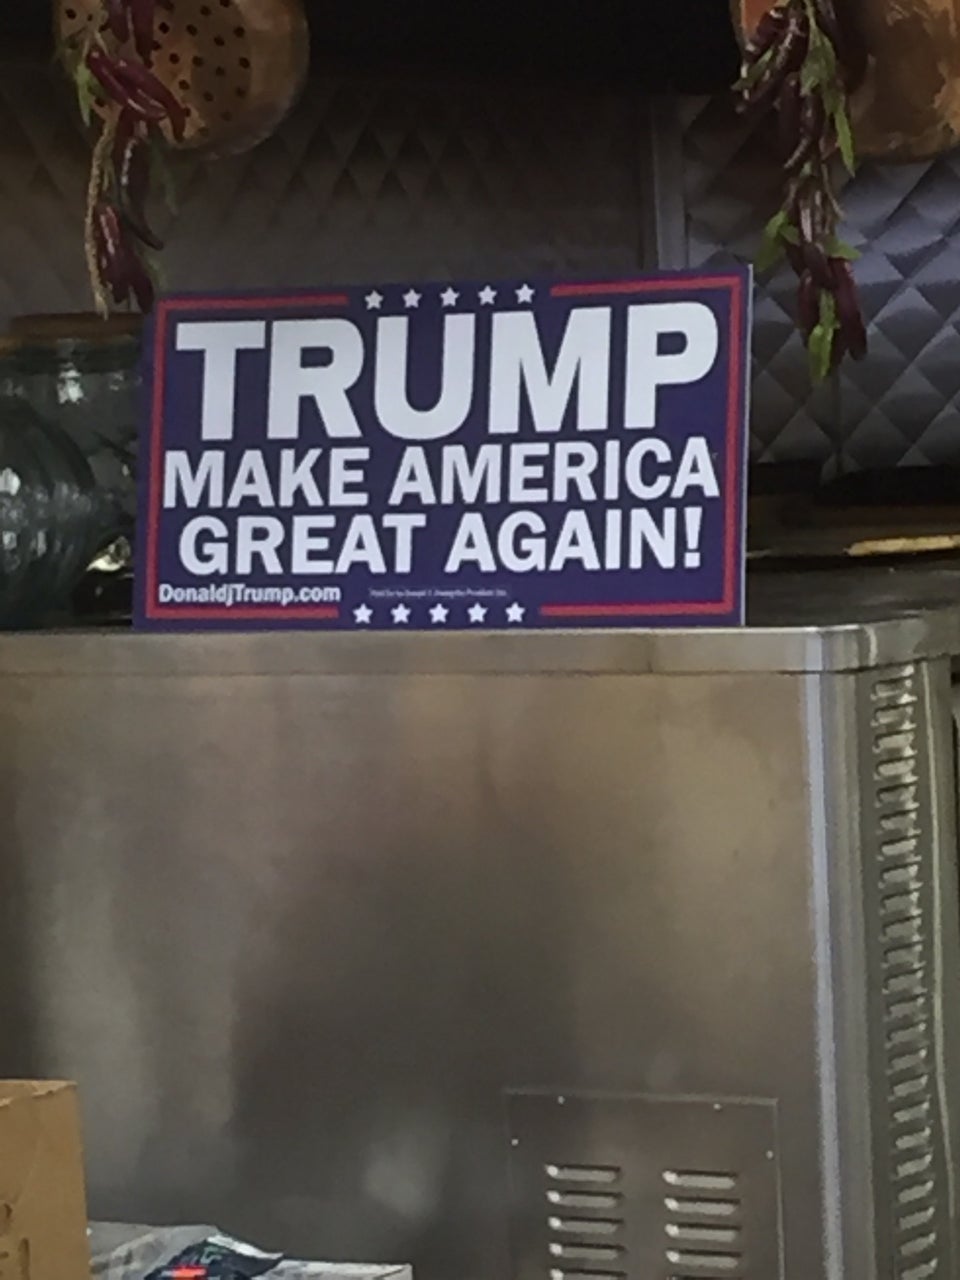 TRUMP
MAKE AMERICA
GREAT AGAIN!
DonaldjTrump.com